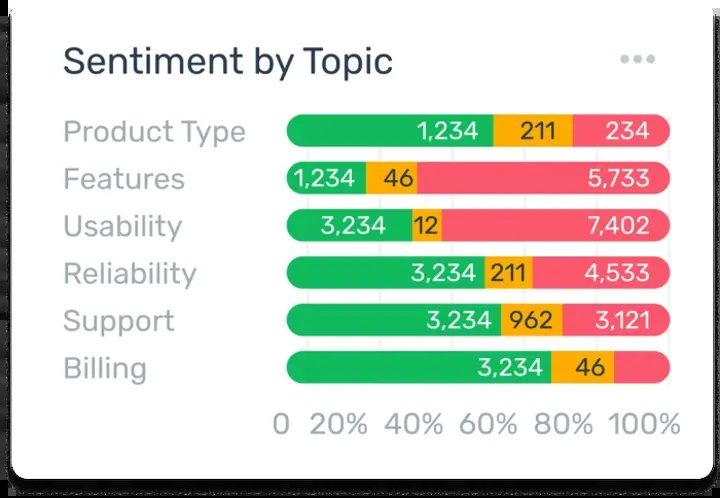 Sentiment by Topic
Product Type 1,234 211 234
Features 1,234 46 5,733
Usability 3,234 12 7,402
Reliability 3,234 211 4,533
Support 3,234 962 3,121
Billing 3,234 46
0 20% 40% 60% 80% 100%